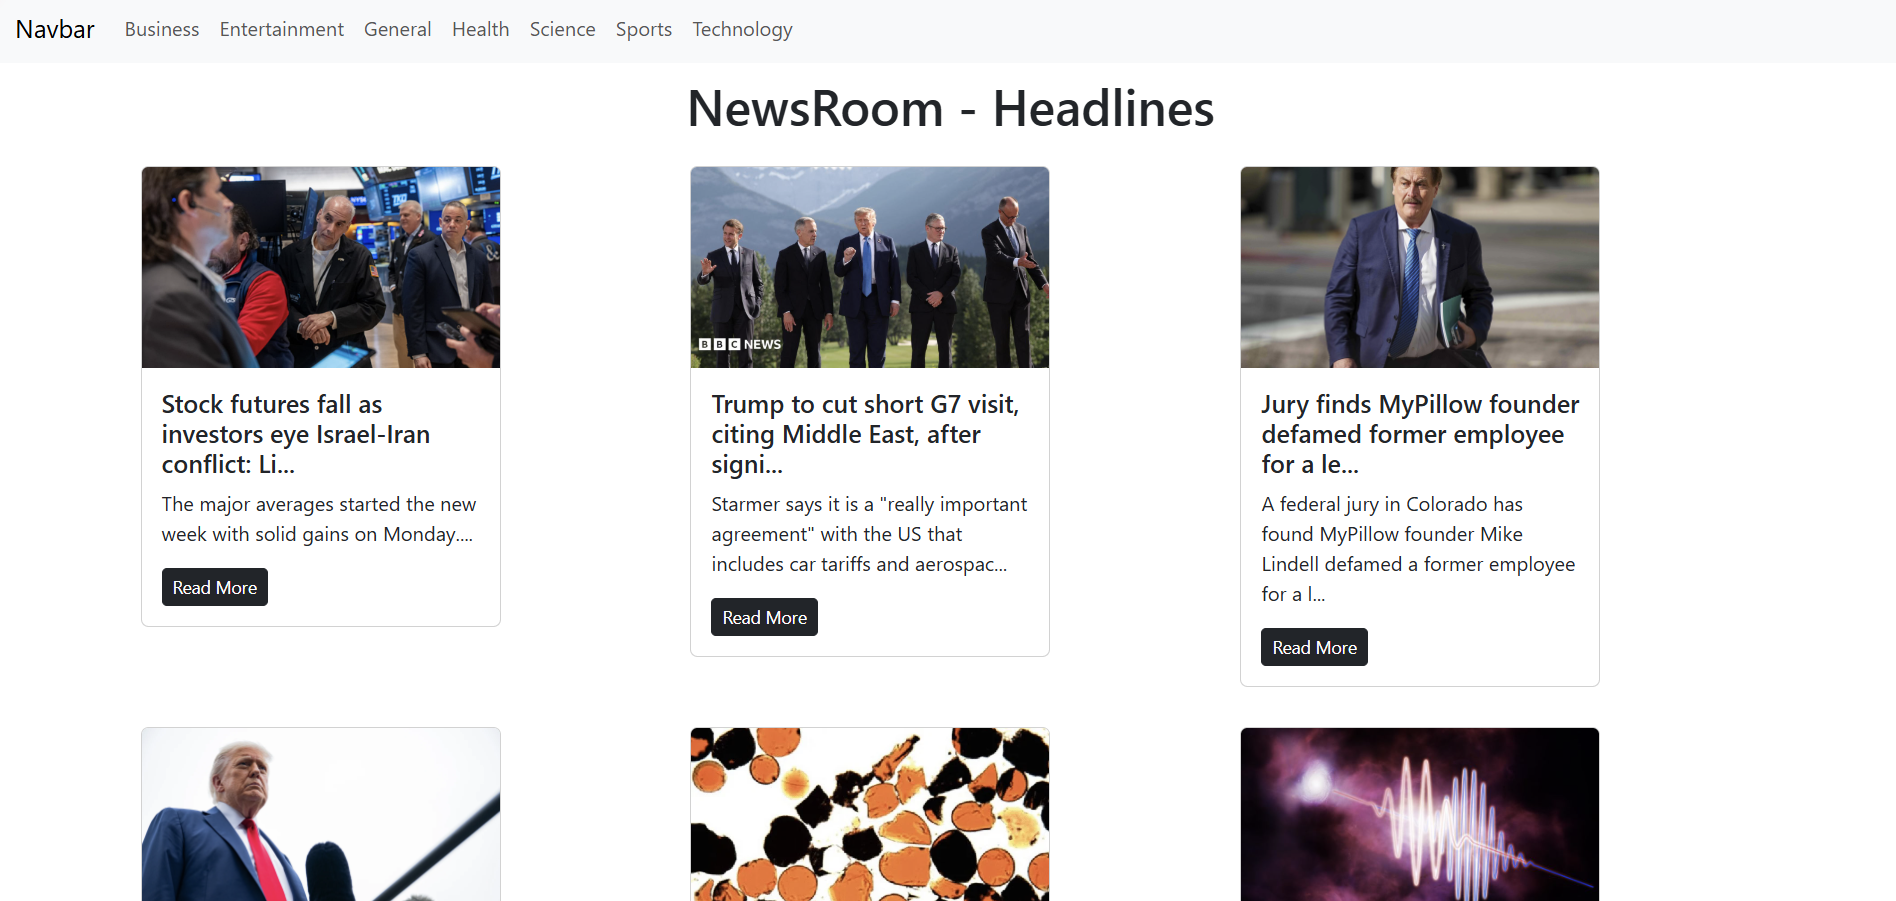 Navbar Business Entertainment General Health Science Sports Technology
NewsRoom - Headlines
BBC NEWS
Stock futures fall as
investors eye Israel-Iran
conflict: Li...
The major averages started the new
week with solid gains on Monday....
Read More
Trump to cut short G7 visit,
citing Middle East, after
signi...
Starmer says it is a "really important
agreement" with the US that
includes car tariffs and aerospac...
Read More
Jury finds MyPillow founder
defamed former employee
for a le...
A federal jury in Colorado has
found MyPillow founder Mike
Lindell defamed a former employee
for a l...
Read More